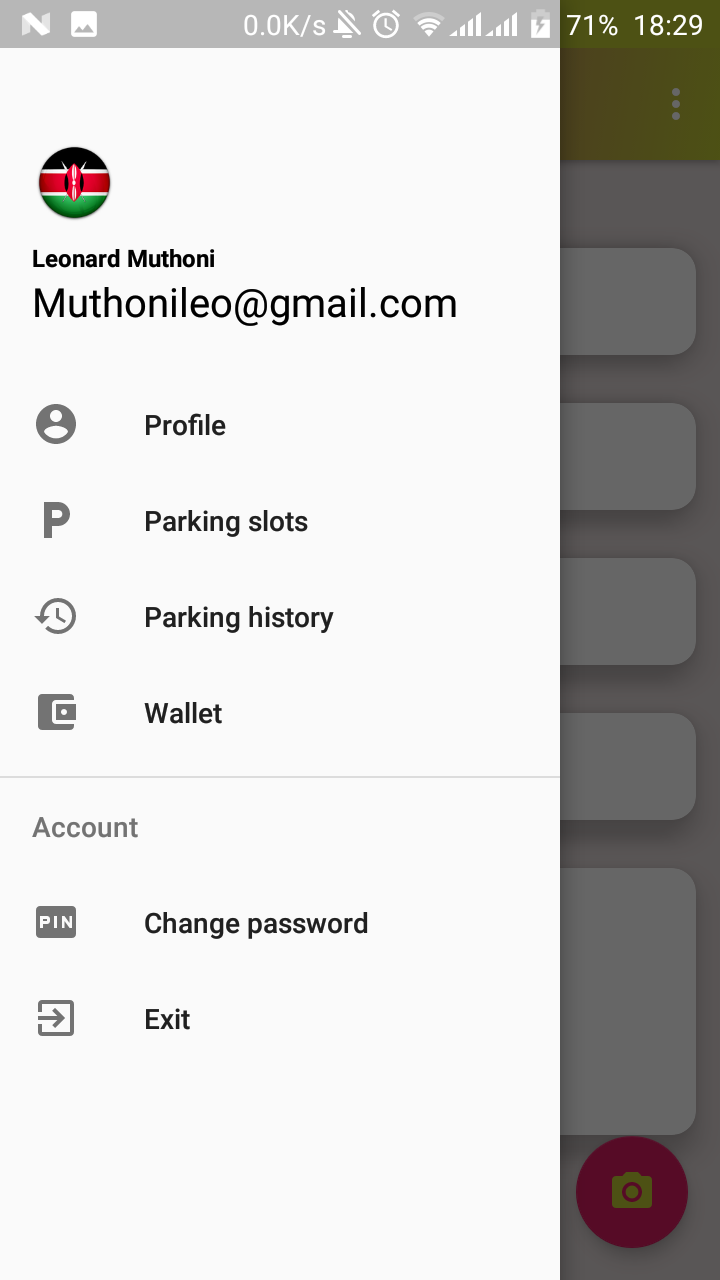 0.0K/s 71% 18:29
Leonard Muthoni
Muthonileo@gmail.com
Profile
P Parking slots
Parking history
Wallet
Account
PIN Change password
Exit